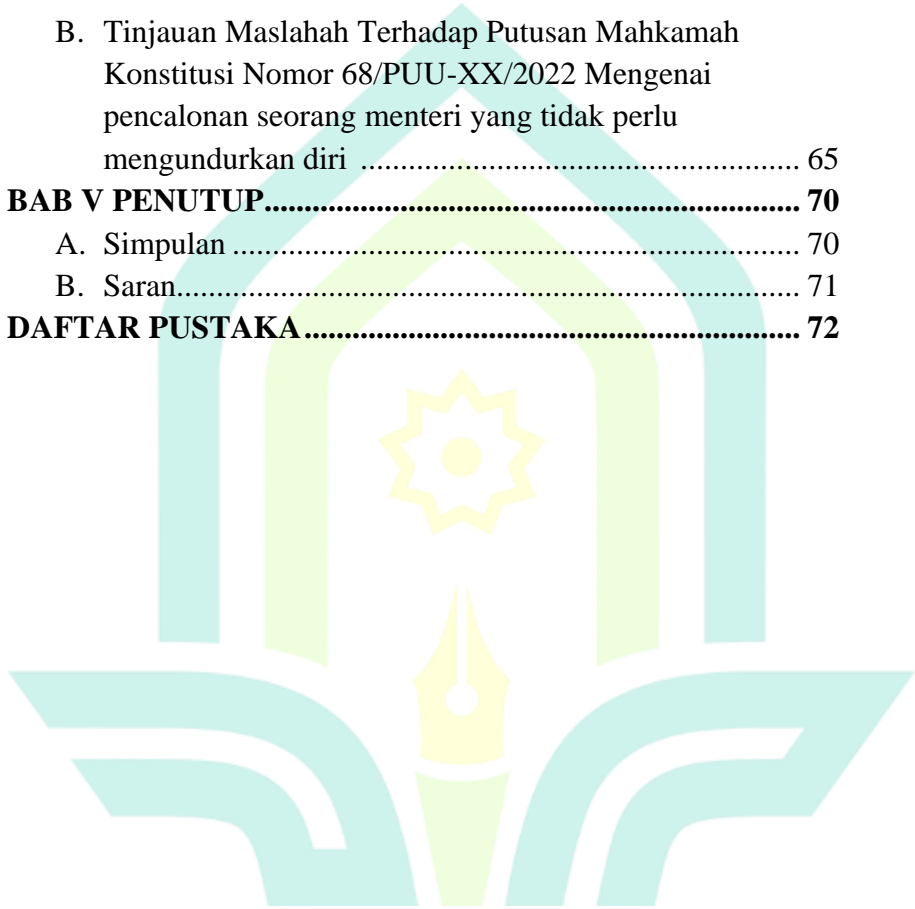 B. Tinjauan Maslahah Terhadap Putusan Mahkamah
Konstitusi Nomor 68/PUU-XX/2022 Mengenai
pencalonan seorang menteri yang tidak perlu
mengundurkan diri ........................................................ 65
BAB V PENUTUP.................................................................... 70
A. Simpulan ........................................................................ 70
B. Saran............................................................................... 71
DAFTAR PUSTAKA............................................................... 72